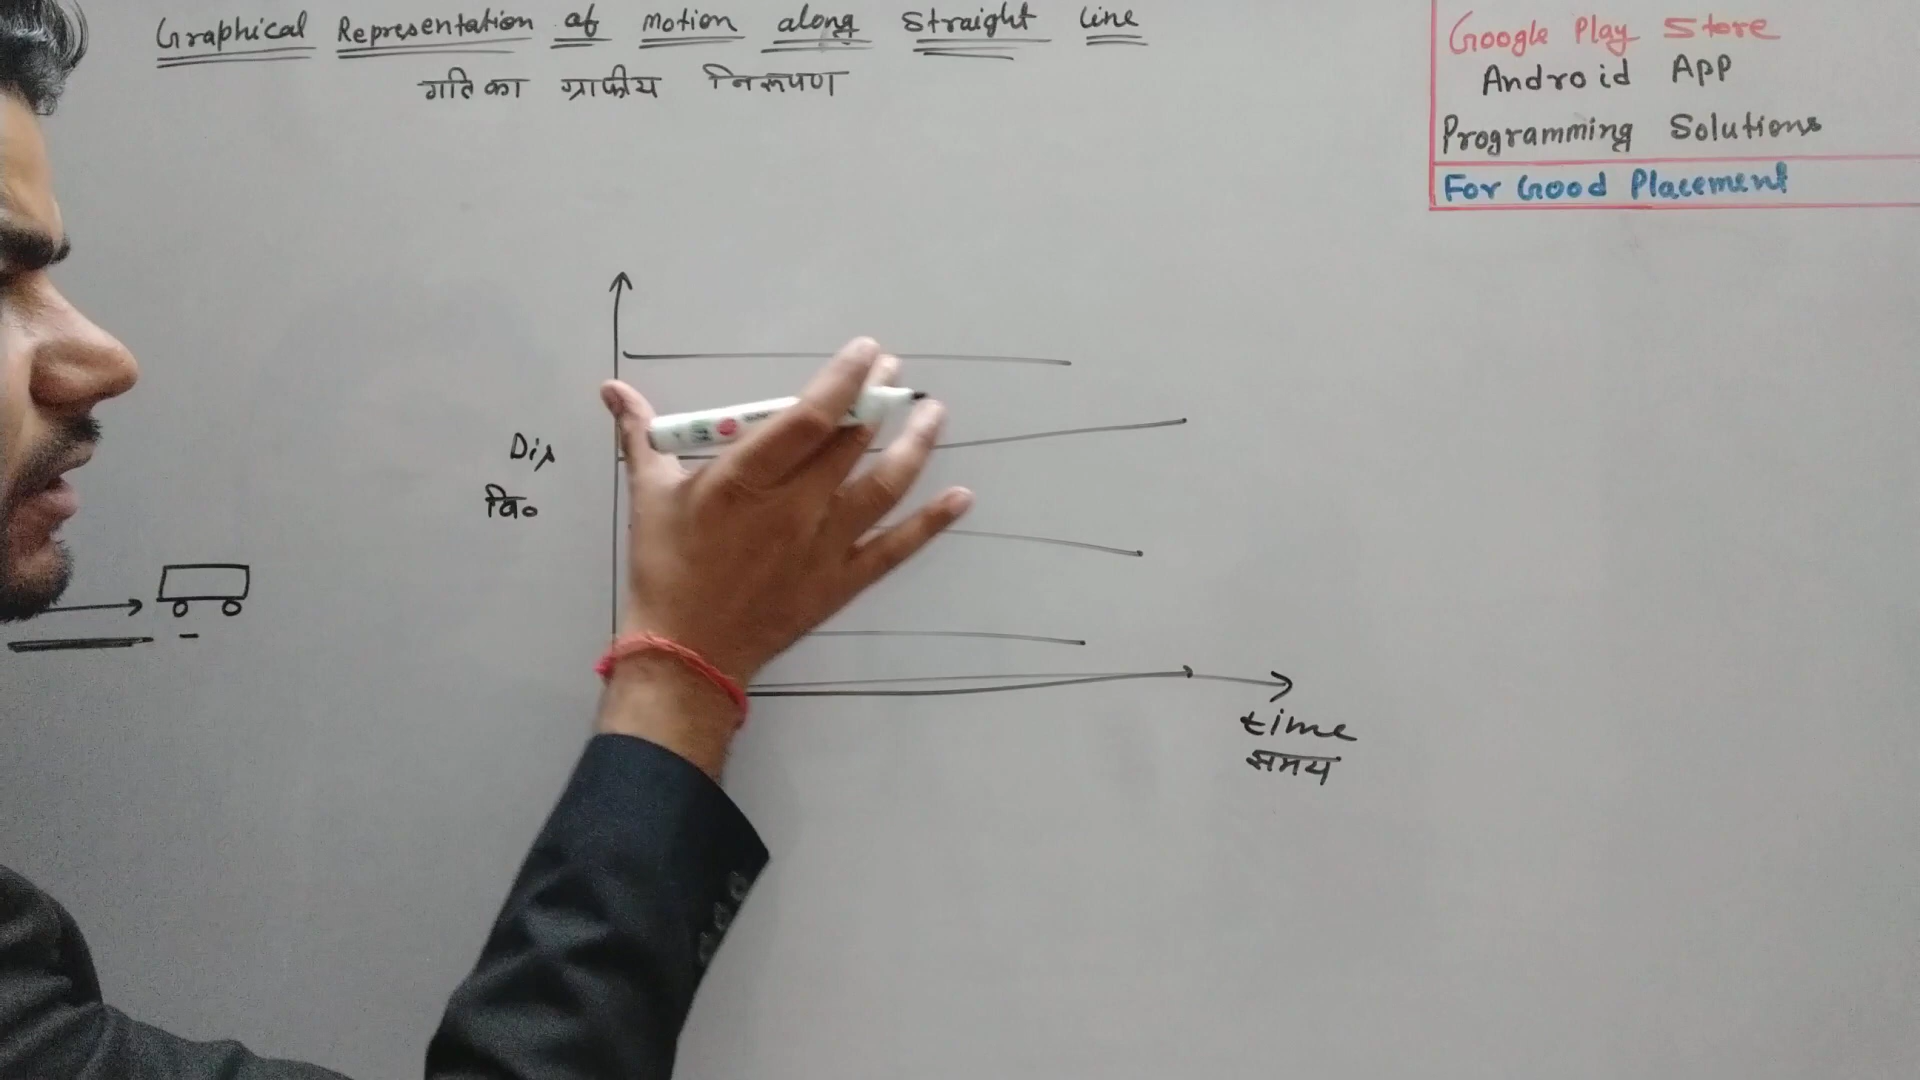 Graphical Representation of Motion along Straight line
गति का ग्राफीय निरूपण
Google Play Store
Android APP
Programming Solutions
For Good Placement
Dis
वि०
time
समय